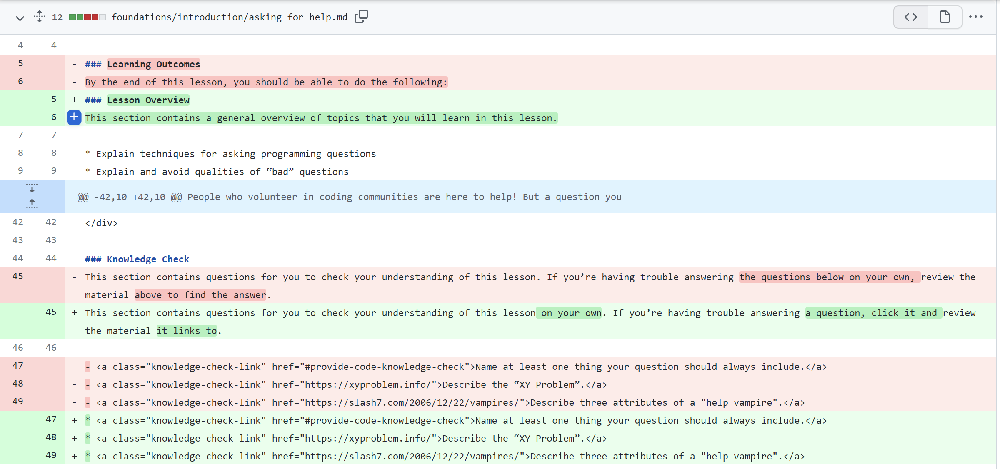 12 foundations/introduction/asking_for_help.md
4 4
5 - ### Learning Outcomes
6 - By the end of this lesson, you should be able to do the following:
5 + ### Lesson Overview
6 + This section contains a general overview of topics that you will learn in this lesson.
7 7
8 8 * Explain techniques for asking programming questions
9 9 * Explain and avoid qualities of “bad” questions
@@ -42,10 +42,10 @@ People who volunteer in coding communities are here to help! But a question you
42 42 </div>
43 43
44 44 ### Knowledge Check
45 - This section contains questions for you to check your understanding of this lesson. If you’re having trouble answering the questions below on your own, review the
material above to find the answer.
45 + This section contains questions for you to check your understanding of this lesson on your own. If you’re having trouble answering a question, click it and review
the material it links to.
46 46
47 - - <a class="knowledge-check-link" href="#provide-code-knowledge-check">Name at least one thing your question should always include.</a>
48 - - <a class="knowledge-check-link" href="https://xyproblem.info/">Describe the “XY Problem”.</a>
49 - - <a class="knowledge-check-link" href="https://slash7.com/2006/12/22/vampires/">Describe three attributes of a "help vampire".</a>
47 + * <a class="knowledge-check-link" href="#provide-code-knowledge-check">Name at least one thing your question should always include.</a>
48 + * <a class="knowledge-check-link" href="https://xyproblem.info/">Describe the “XY Problem”.</a>
49 + * <a class="knowledge-check-link" href="https://slash7.com/2006/12/22/vampires/">Describe three attributes of a "help vampire".</a>